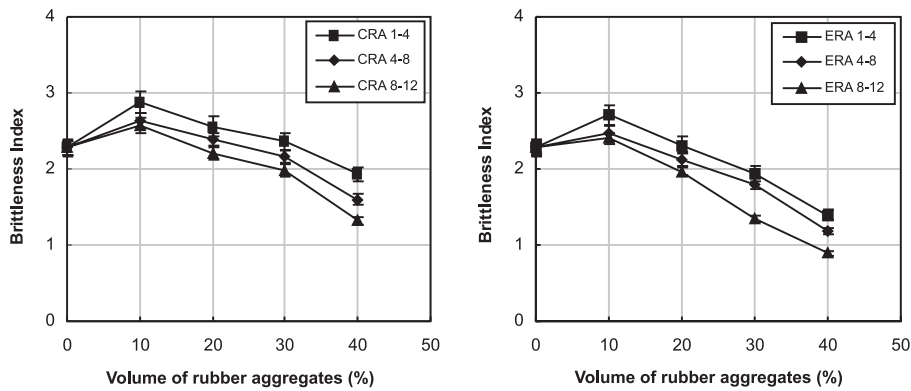 4
3
2
1
0
Brittleness Index
CRA 1-4
CRA 4-8
CRA 8-12
0 10 20 30 40 50
Volume of rubber aggregates (%)
4
3
2
1
0
Brittleness Index
ERA 1-4
ERA 4-8
ERA 8-12
0 10 20 30 40 50
Volume of rubber aggregates (%)